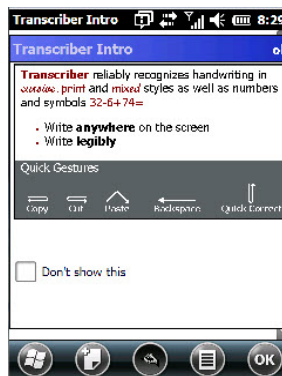 Transcriber Intro 8:29
Transcriber Intro ok
Transcriber reliably recognizes handwriting in
cursive, print and mixed styles as well as numbers
and symbols 32-6+74=
• Write anywhere on the screen
• Write legibly
Quick Gestures
Copy Cut Paste Backspace Quick Correct
Don't show this
OK